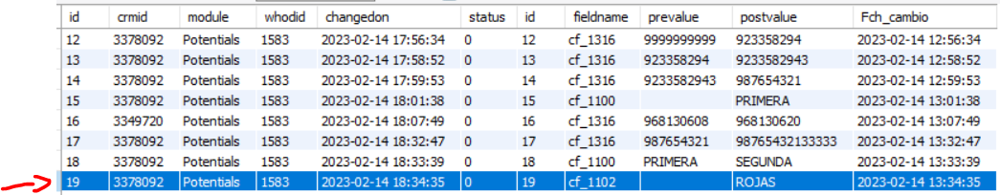 id crmid module whodid changedon status id fieldname prevalue postvalue Fch_cambio
12 3378092 Potentials 1583 2023-02-14 17:56:34 0 12 cf_1316 9999999999 923358294 2023-02-14 12:56:34
13 3378092 Potentials 1583 2023-02-14 17:58:52 0 13 cf_1316 923358294 9233582943 2023-02-14 12:58:52
14 3378092 Potentials 1583 2023-02-14 17:59:53 0 14 cf_1316 9233582943 987654321 2023-02-14 12:59:53
15 3378092 Potentials 1583 2023-02-14 18:01:38 0 15 cf_1100 PRIMERA 2023-02-14 13:01:38
16 3349720 Potentials 1583 2023-02-14 18:07:49 0 16 cf_1316 968130608 968130620 2023-02-14 13:07:49
17 3378092 Potentials 1583 2023-02-14 18:32:47 0 17 cf_1316 987654321 98765432133333 2023-02-14 13:32:47
18 3378092 Potentials 1583 2023-02-14 18:33:39 0 18 cf_1100 PRIMERA SEGUNDA 2023-02-14 13:33:39
19 3378092 Potentials 1583 2023-02-14 18:34:35 0 19 cf_1102 ROJAS 2023-02-14 13:34:35